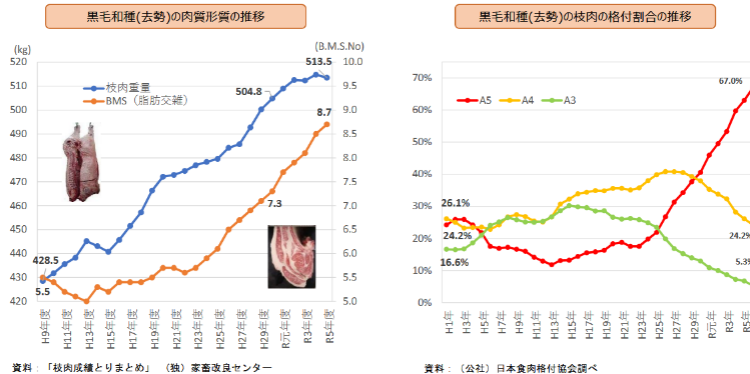 黒毛和種(去勢)の肉質形質の推移
(kg)
(B.M.S.No)
枝肉重量
BMS（脂肪交雑）
520
510
500
490
480
470
460
450
440
430
420
10.0
9.5
9.0
8.5
8.0
7.5
7.0
6.5
6.0
5.5
5.0
428.5
5.5
504.8
7.3
513.5
8.7
H9年度
H11年度
H13年度
H15年度
H17年度
H19年度
H21年度
H23年度
H25年度
H27年度
H29年度
R元年度
R3年度
R5年度
資料：「枝肉成績とりまとめ」　（独）家畜改良センター
黒毛和種(去勢)の枝肉の格付割合の推移
A5
A4
A3
70%
60%
50%
40%
30%
20%
10%
0%
26.1%
24.2%
16.6%
67.0%
24.2%
5.3%
H1年
H3年
H5年
H7年
H9年
H11年
H13年
H15年
H17年
H19年
H21年
H23年
H25年
H27年
H29年
R元年
R3年
資料：（公社）日本食肉格付協会調べ